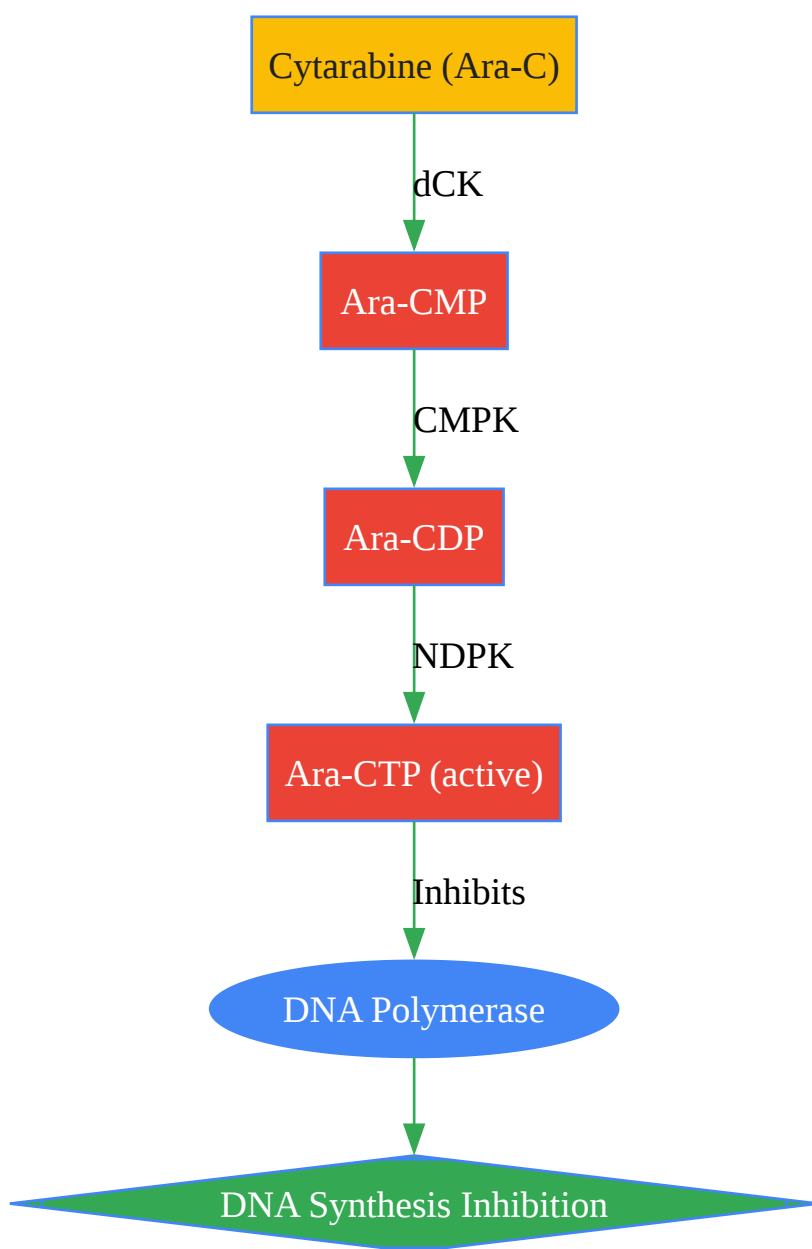 Cytarabine (Ara-C)
dCK
Ara-CMP
CMPK
Ara-CDP
NDPK
Ara-CTP (active)
Inhibits
DNA Polymerase
DNA Synthesis Inhibition